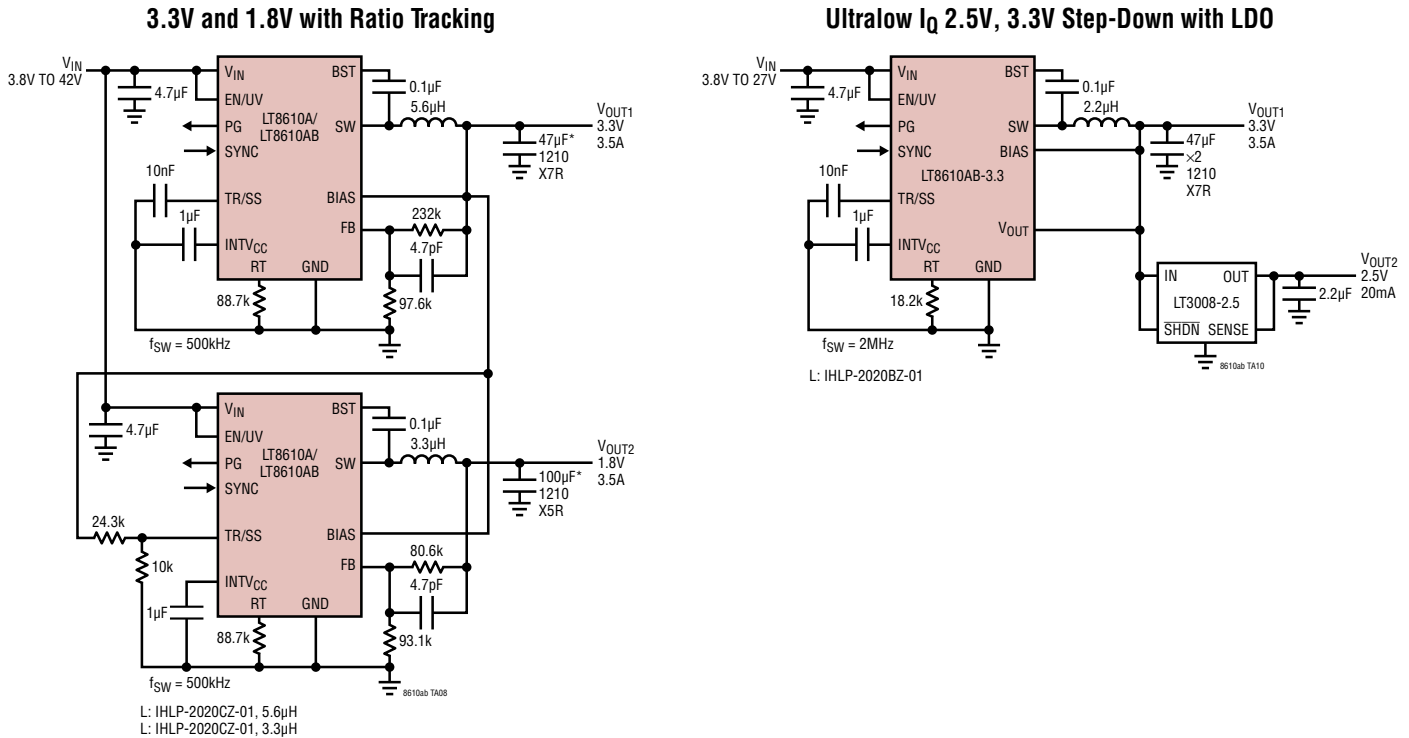 3.3V and 1.8V with Ratio Tracking
VIN
3.8V TO 42V
4.7µF
VIN
EN/UV
PG
SYNC
TR/SS
INTVCC
RT
GND
LT8610A/
LT8610AB
BST
SW
BIAS
FB
0.1µF
5.6µH
VOUT1
3.3V
3.5A
47µF*
1210
X7R
10nF
1µF
232k
4.7pF
88.7k
97.6k
fSW = 500kHz
4.7µF
VIN
EN/UV
PG
SYNC
TR/SS
INTVCC
RT
GND
LT8610A/
LT8610AB
BST
SW
BIAS
FB
0.1µF
3.3µH
VOUT2
1.8V
3.5A
100µF*
1210
X5R
24.3k
10k
1µF
80.6k
4.7pF
88.7k
93.1k
fSW = 500kHz
8610ab TA08
L: IHLP-2020CZ-01, 5.6µH
L: IHLP-2020CZ-01, 3.3µH
Ultralow IQ 2.5V, 3.3V Step-Down with LDO
VIN
3.8V TO 27V
4.7µF
VIN
EN/UV
PG
SYNC
TR/SS
INTVCC
RT
GND
LT8610AB-3.3
BST
SW
BIAS
VOUT
0.1µF
2.2µH
VOUT1
3.3V
3.5A
47µF
×2
1210
X7R
10nF
1µF
18.2k
fSW = 2MHz
IN
OUT
LT3008-2.5
SHDN
SENSE
VOUT2
2.5V
20mA
2.2µF
8610ab TA10
L: IHLP-2020BZ-01